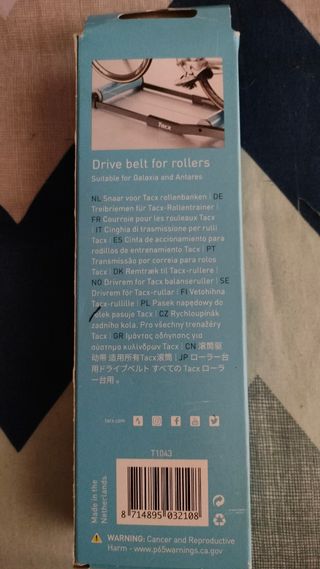 Tacx
Drive belt for rollers
Suitable for Galaxia and Antares
NL Snaar voor Tacx rollenbanken | DE
Treibriemen für Tacx-Rollentrainer |
FR Courroie pour les rouleaux Tacx
| IT Cinghia di trasmissione per rulli
Tacx | ES Cinta de accionamiento para
rodillos de entrenamiento Tacx | PT
Transmissão por correia para rolos
Tacx | DK Remtræk til Tacx-rullere |
NO Drivrem for Tacx balanseruller | SE
Drivrem för Tacx-rullar | FI Vetohihna
Tacx-rullille | PL Pasek napędowy do
rolek pasuje Tacx | CZ Rychloupínák
zadního kola. Pro všechny trenažéry
Tacx | GR Ιμάντας οδήγησης για
σύστημα κυλίνδρων Tacx | CN 滚筒驱
动带 适用所有Tacx滚筒 | JP ローラー台
用ドライブベルト すべての Tacx ローラ
ー台用 。
tacx.com
T1043
Made in the
Netherlands
8 714895 032108
WARNING: Cancer and Reproductive
Harm - www.p65warnings.ca.gov